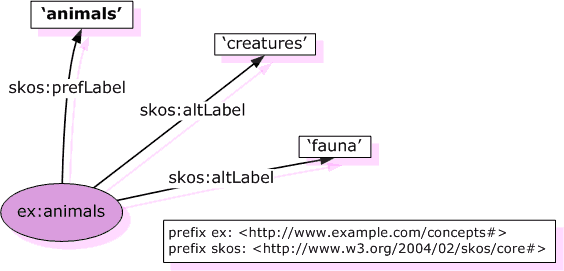 ‘animals’
‘creatures’
skos:prefLabel
skos:altLabel
‘fauna’
skos:altLabel
ex:animals
prefix ex: <http://www.example.com/concepts#>
prefix skos: <http://www.w3.org/2004/02/skos/core#>